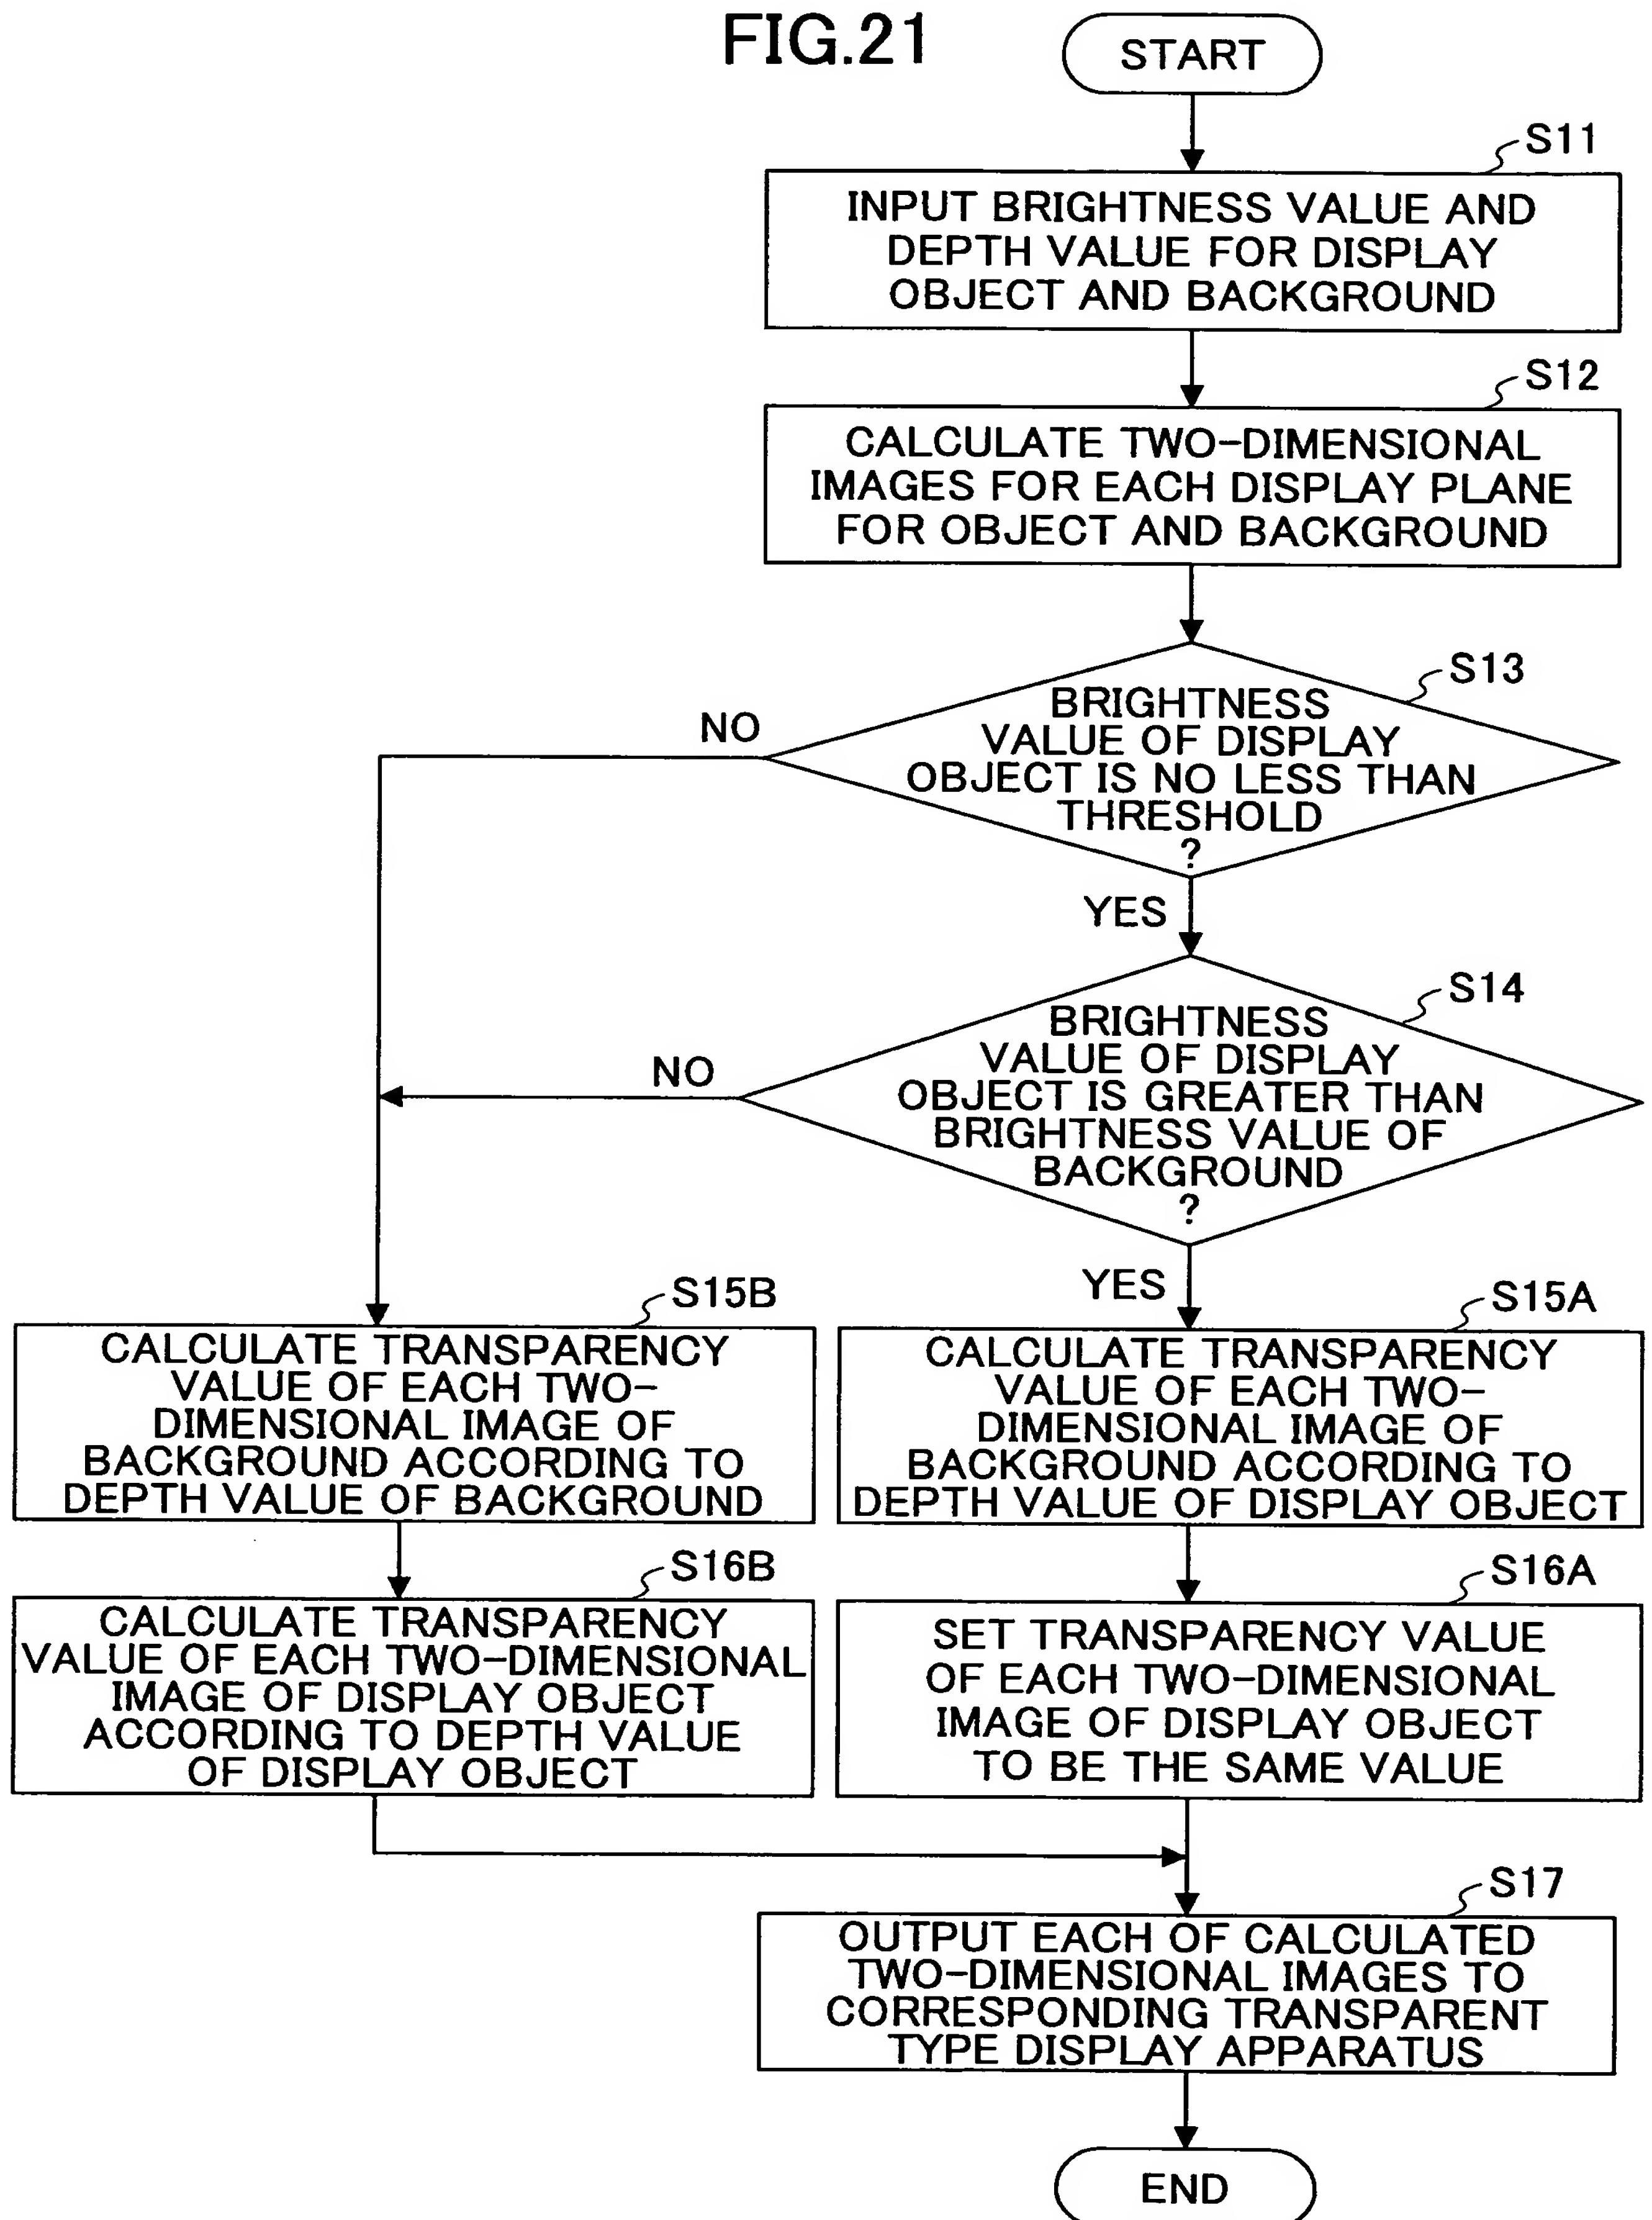 FIG.21
START
S11
INPUT BRIGHTNESS VALUE AND
DEPTH VALUE FOR DISPLAY
OBJECT AND BACKGROUND
S12
CALCULATE TWO-DIMENSIONAL
IMAGES FOR EACH DISPLAY PLANE
FOR OBJECT AND BACKGROUND
S13
BRIGHTNESS
VALUE OF DISPLAY
OBJECT IS NO LESS THAN
THRESHOLD
?
NO
YES
S14
BRIGHTNESS
VALUE OF DISPLAY
OBJECT IS GREATER THAN
BRIGHTNESS VALUE OF
BACKGROUND
?
NO
YES
S15B
CALCULATE TRANSPARENCY
VALUE OF EACH TWO-
DIMENSIONAL IMAGE OF
BACKGROUND ACCORDING TO
DEPTH VALUE OF BACKGROUND
S15A
CALCULATE TRANSPARENCY
VALUE OF EACH TWO-
DIMENSIONAL IMAGE OF
BACKGROUND ACCORDING TO
DEPTH VALUE OF DISPLAY OBJECT
S16B
CALCULATE TRANSPARENCY
VALUE OF EACH TWO-DIMENSIONAL
IMAGE OF DISPLAY OBJECT
ACCORDING TO DEPTH VALUE
OF DISPLAY OBJECT
S16A
SET TRANSPARENCY VALUE
OF EACH TWO-DIMENSIONAL
IMAGE OF DISPLAY OBJECT
TO BE THE SAME VALUE
S17
OUTPUT EACH OF CALCULATED
TWO-DIMENSIONAL IMAGES TO
CORRESPONDING TRANSPARENT
TYPE DISPLAY APPARATUS
END